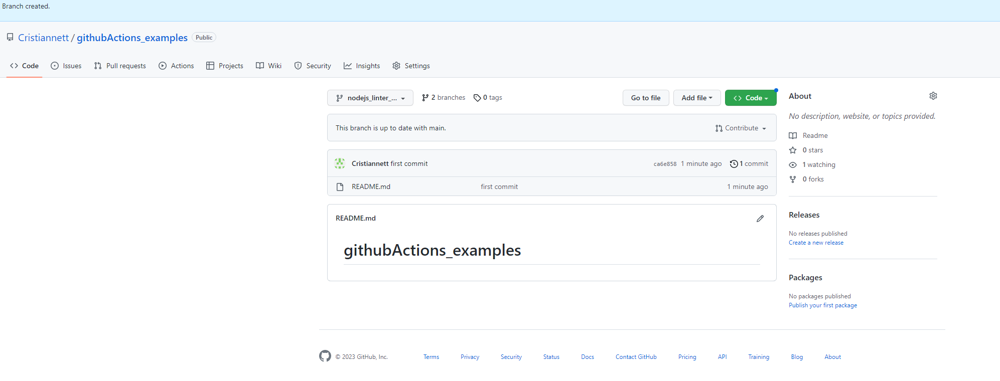 Branch created.
Cristiannett / githubActions_examples Public
Code Issues Pull requests Actions Projects Wiki Security Insights Settings
nodejs_linter_... 2 branches 0 tags Go to file Add file Code
This branch is up to date with main. Contribute
Cristiannett first commit ca6e858 1 minute ago 1 commit
README.md first commit 1 minute ago
README.md
githubActions_examples
About
No description, website, or topics provided.
Readme
0 stars
1 watching
0 forks
Releases
No releases published
Create a new release
Packages
No packages published
Publish your first package
© 2023 GitHub, Inc. Terms Privacy Security Status Docs Contact GitHub Pricing API Training Blog About